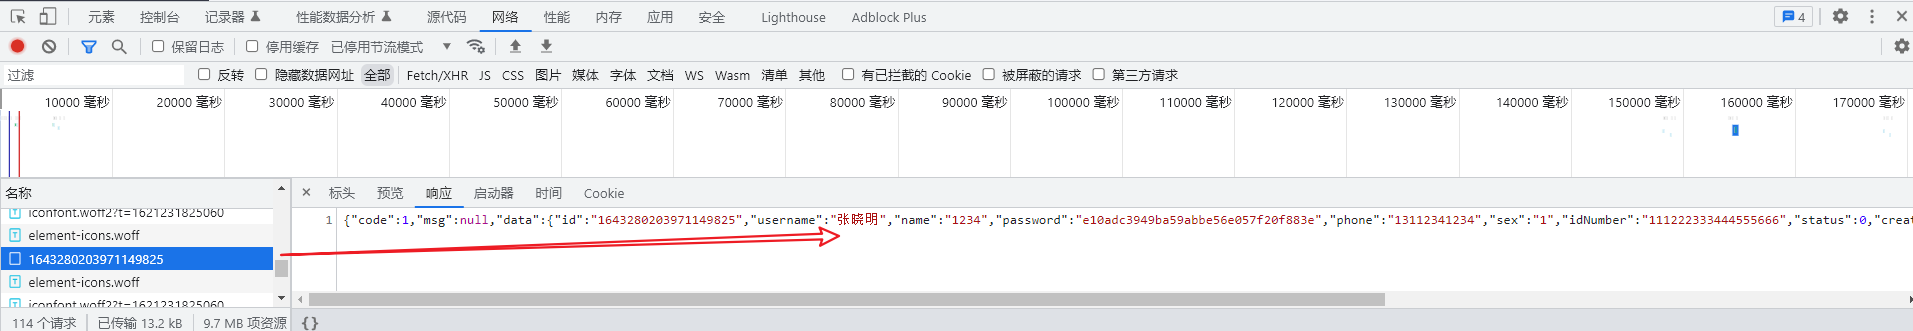 元素 控制台 记录器 性能数据分析 源代码 网络 性能 内存 应用 安全 Lighthouse Adblock Plus 4
保留日志 停用缓存 已停用节流模式
过滤 反转 隐藏数据网址 全部 Fetch/XHR JS CSS 图片 媒体 字体 文档 WS Wasm 清单 其他 有已拦截的 Cookie 被屏蔽的请求 第三方请求
10000 毫秒 20000 毫秒 30000 毫秒 40000 毫秒 50000 毫秒 60000 毫秒 70000 毫秒 80000 毫秒 90000 毫秒 100000 毫秒 110000 毫秒 120000 毫秒 130000 毫秒 140000 毫秒 150000 毫秒 160000 毫秒 170000 毫秒
名称 × 标头 预览 响应 启动器 时间 Cookie
iconfont.woff2?t=1621231825060
1 {"code":1,"msg":null,"data":{"id":"1643280203971149825","username":"张晓明","name":"1234","password":"e10adc3949ba59abbe56e057f20f883e","phone":"13112341234","sex":"1","idNumber":"111222333444555666","status":0,"creat
element-icons.woff
1643280203971149825
element-icons.woff
iconfont.woff2?t=1621231825060
114 个请求 已传输 13.2 kB 9.7 MB 项资源 {}